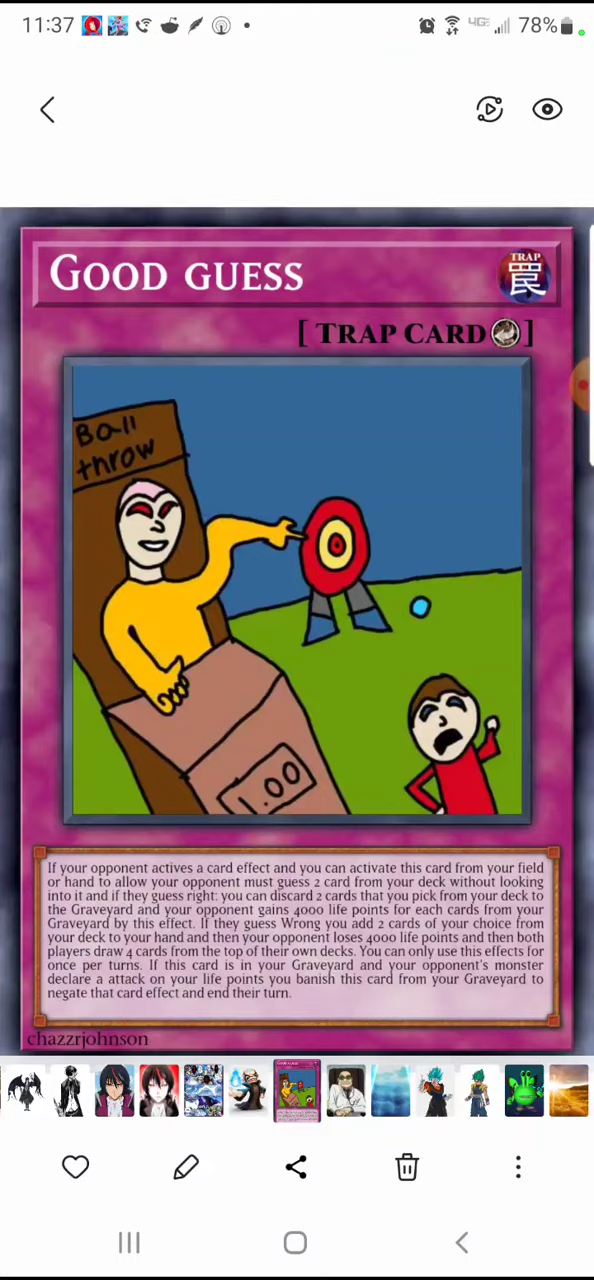 11:37
4GE 78%
GOOD GUESS
TRAP
罠
[ TRAP CARD ]
Ball
throw
1.00
If your opponent actives a card effect and you can activate this card from your field
or hand to allow your opponent must guess 2 card from your deck without looking
into it and if they guess right: you can discard 2 cards that you pick from your deck to
the Graveyard and your opponent gains 4000 life points for each cards from your
Graveyard by this effect. If they guess Wrong you add 2 cards of your choice from
your deck to your hand and then your opponent loses 4000 life points and then both
players draw 4 cards from the top of their own decks. You can only use this effects for
once per turns. If this card is in your Graveyard and your opponent's monster
declare a attack on your life points you banish this card from your Graveyard to
negate that card effect and end their turn.
chazzrjohnson